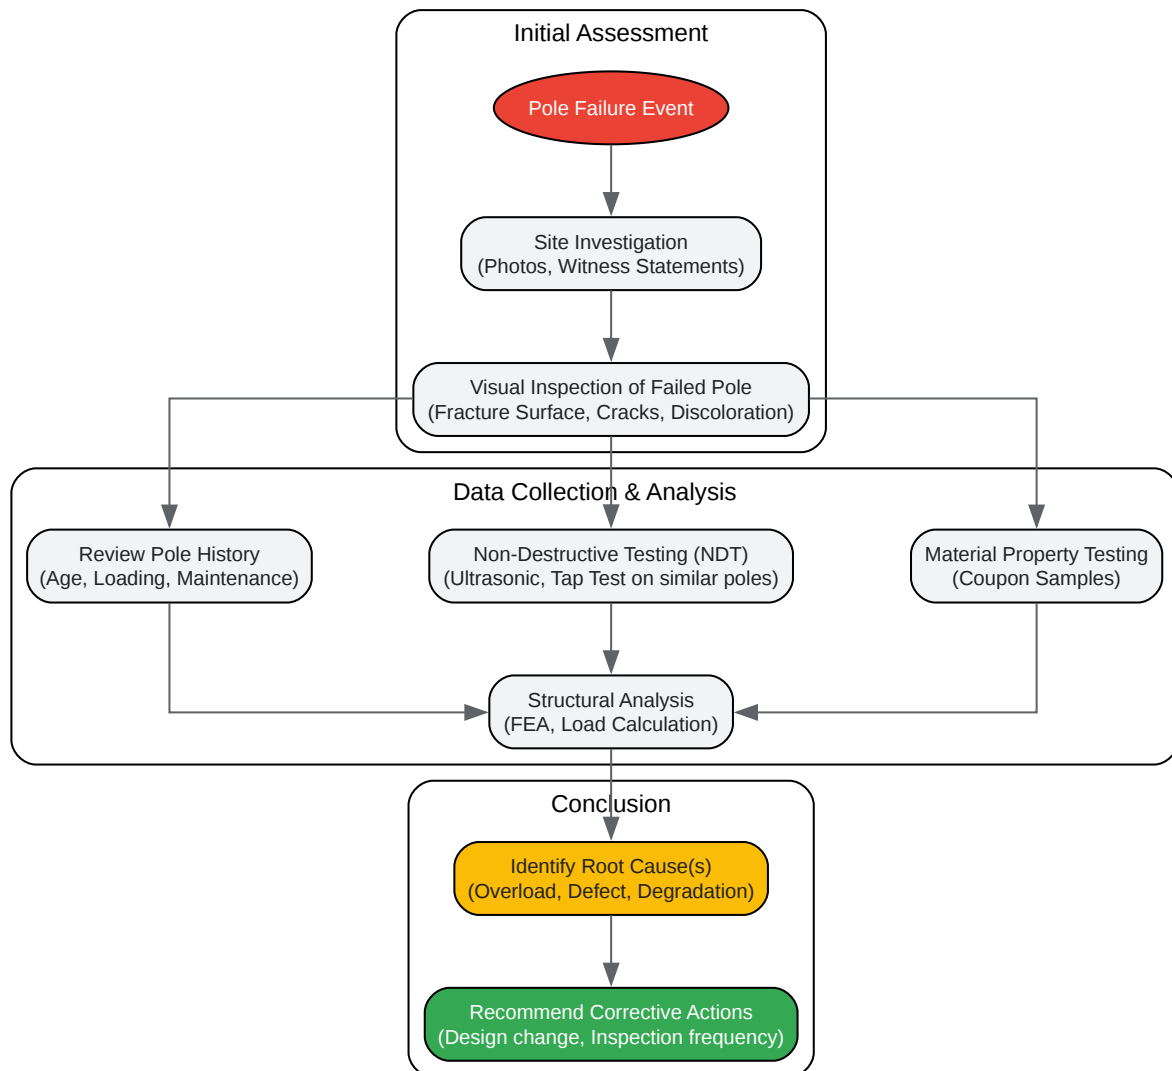 Initial Assessment
Pole Failure Event
Site Investigation
(Photos, Witness Statements)
Visual Inspection of Failed Pole
(Fracture Surface, Cracks, Discoloration)
Data Collection & Analysis
Review Pole History
(Age, Loading, Maintenance)
Non-Destructive Testing (NDT)
(Ultrasonic, Tap Test on similar poles)
Material Property Testing
(Coupon Samples)
Structural Analysis
(FEA, Load Calculation)
Conclusion
Identify Root Cause(s)
(Overload, Defect, Degradation)
Recommend Corrective Actions
(Design change, Inspection frequency)